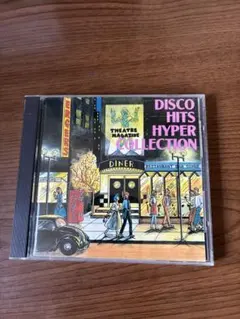 DISCO
HITS
HYPER
COLLECTION
THEATRE
MAGAZINE
DINER